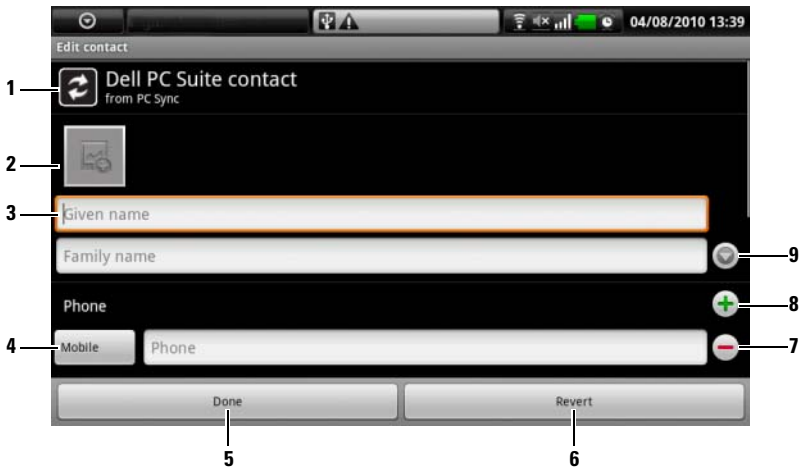 04/08/2010 13:39
Edit contact
1
Dell PC Suite contact
from PC Sync
2
3
Given name
Family name
9
Phone
8
4
Mobile
Phone
7
Done
Revert
5
6